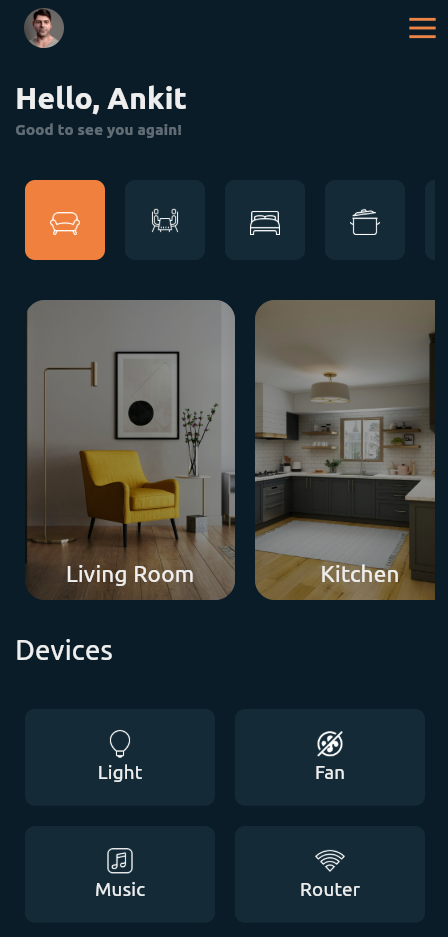 Hello, Ankit
Good to see you again!
Living Room
Kitchen
Devices
Light
Fan
Music
Router